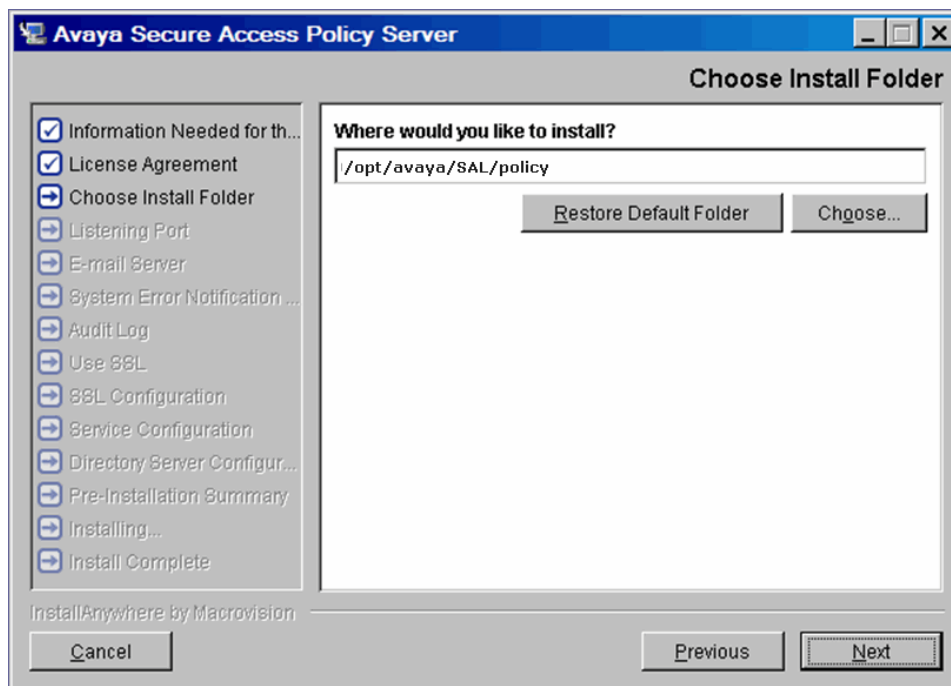 Avaya Secure Access Policy Server
Choose Install Folder
Information Needed for th...
License Agreement
Choose Install Folder
Listening Port
E-mail Server
System Error Notification ...
Audit Log
Use SSL
SSL Configuration
Service Configuration
Directory Server Configur...
Pre-Installation Summary
Installing...
Install Complete
Where would you like to install?
/opt/avaya/SAL/policy
Restore Default Folder
Choose...
InstallAnywhere by Macrovision
Cancel
Previous
Next